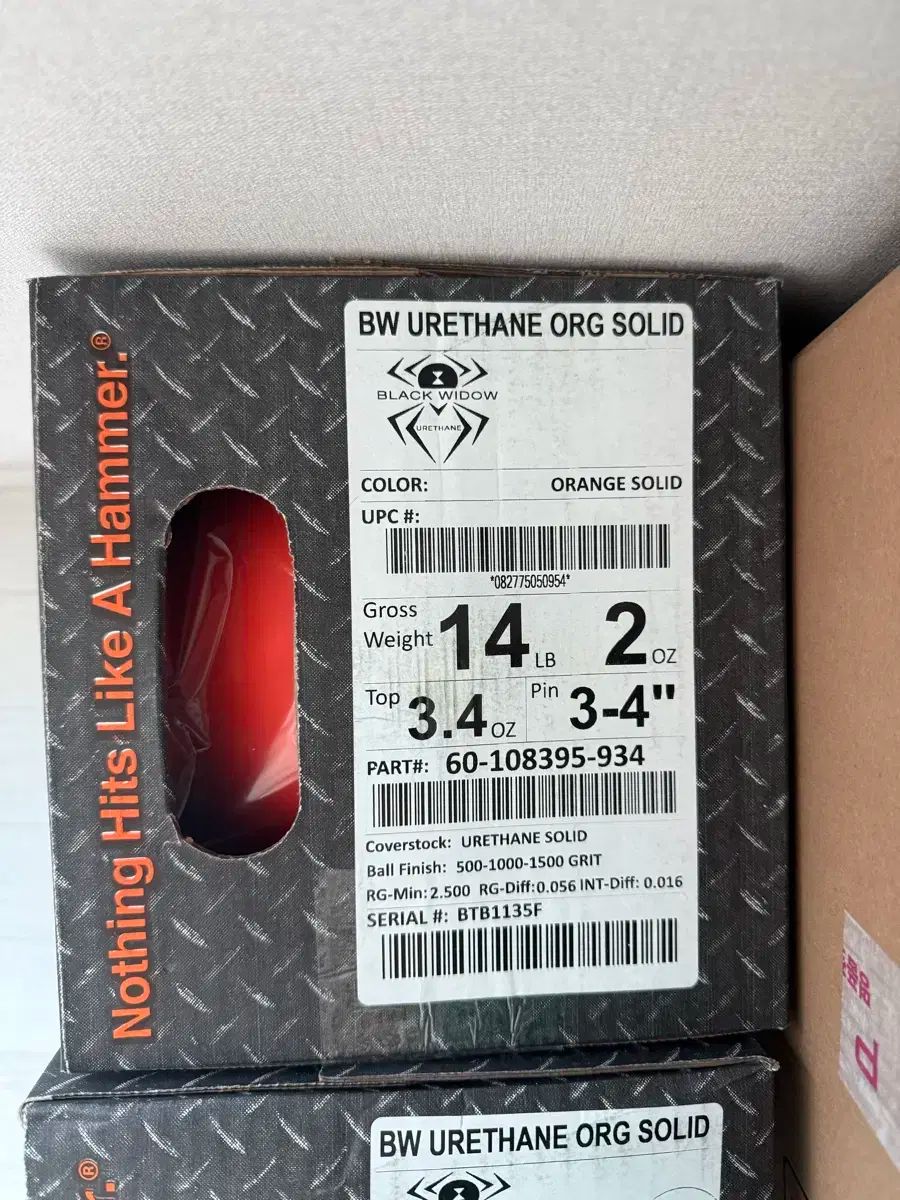 Nothing Hits Like A Hammer.®
BW URETHANE ORG SOLID
BLACK WIDOW
URETHANE
COLOR: ORANGE SOLID
UPC #:
*082775050954*
Gross Weight 14 LB 2 OZ
Top 3.4 OZ Pin 3-4"
PART#: 60-108395-934
Coverstock: URETHANE SOLID
Ball Finish: 500-1000-1500 GRIT
RG-Min: 2.500 RG-Diff: 0.056 INT-Diff: 0.016
SERIAL #: BTB1135F
BW URETHANE ORG SOLID
r.®